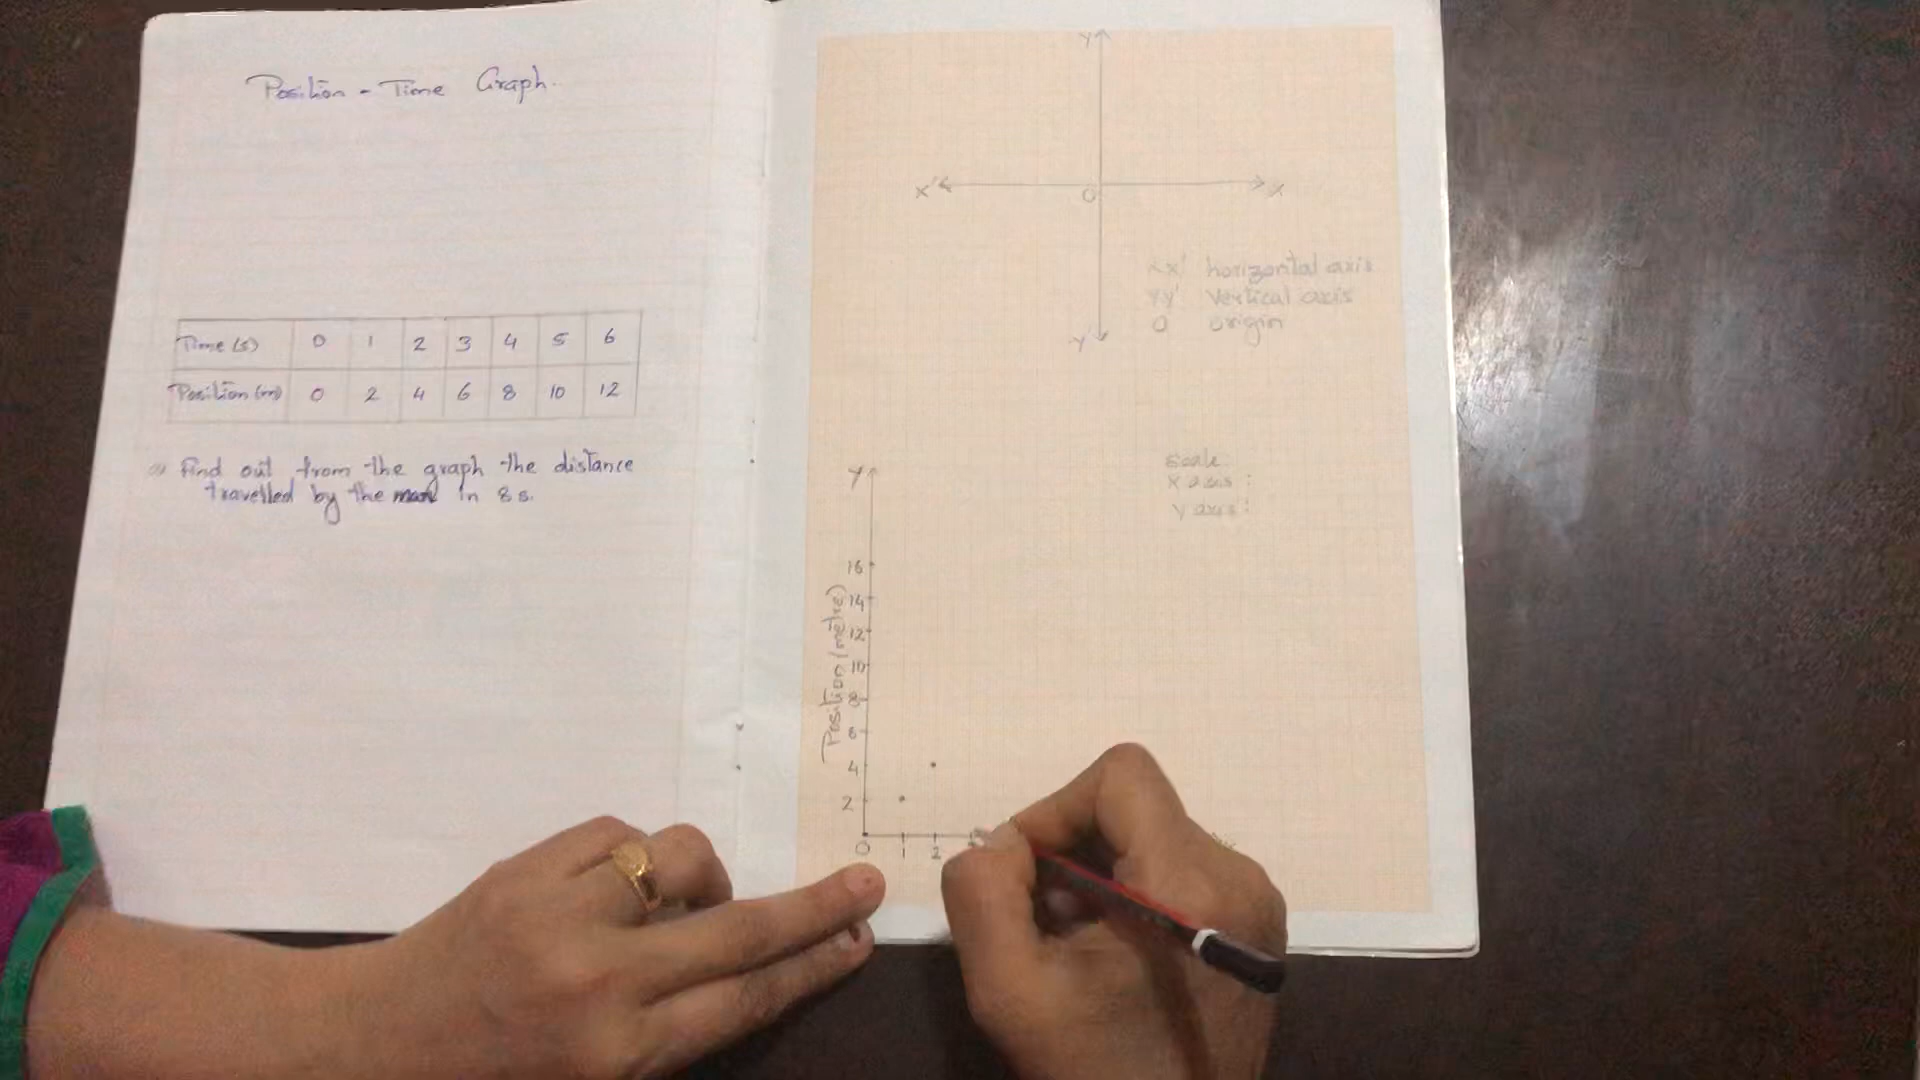 Position - Time Graph.
Time (s) 0 1 2 3 4 5 6
Position (m) 0 2 4 6 8 10 12
Find out from the graph the distance
travelled by the man in 8 s.
Y
X' X
O
Y'
XX' horizontal axis
YY' Vertical axis
O origin
scale
X axis :
Y axis :
Y
16
14
12
10
8
6
4
2
Position (metre)
0 1 2